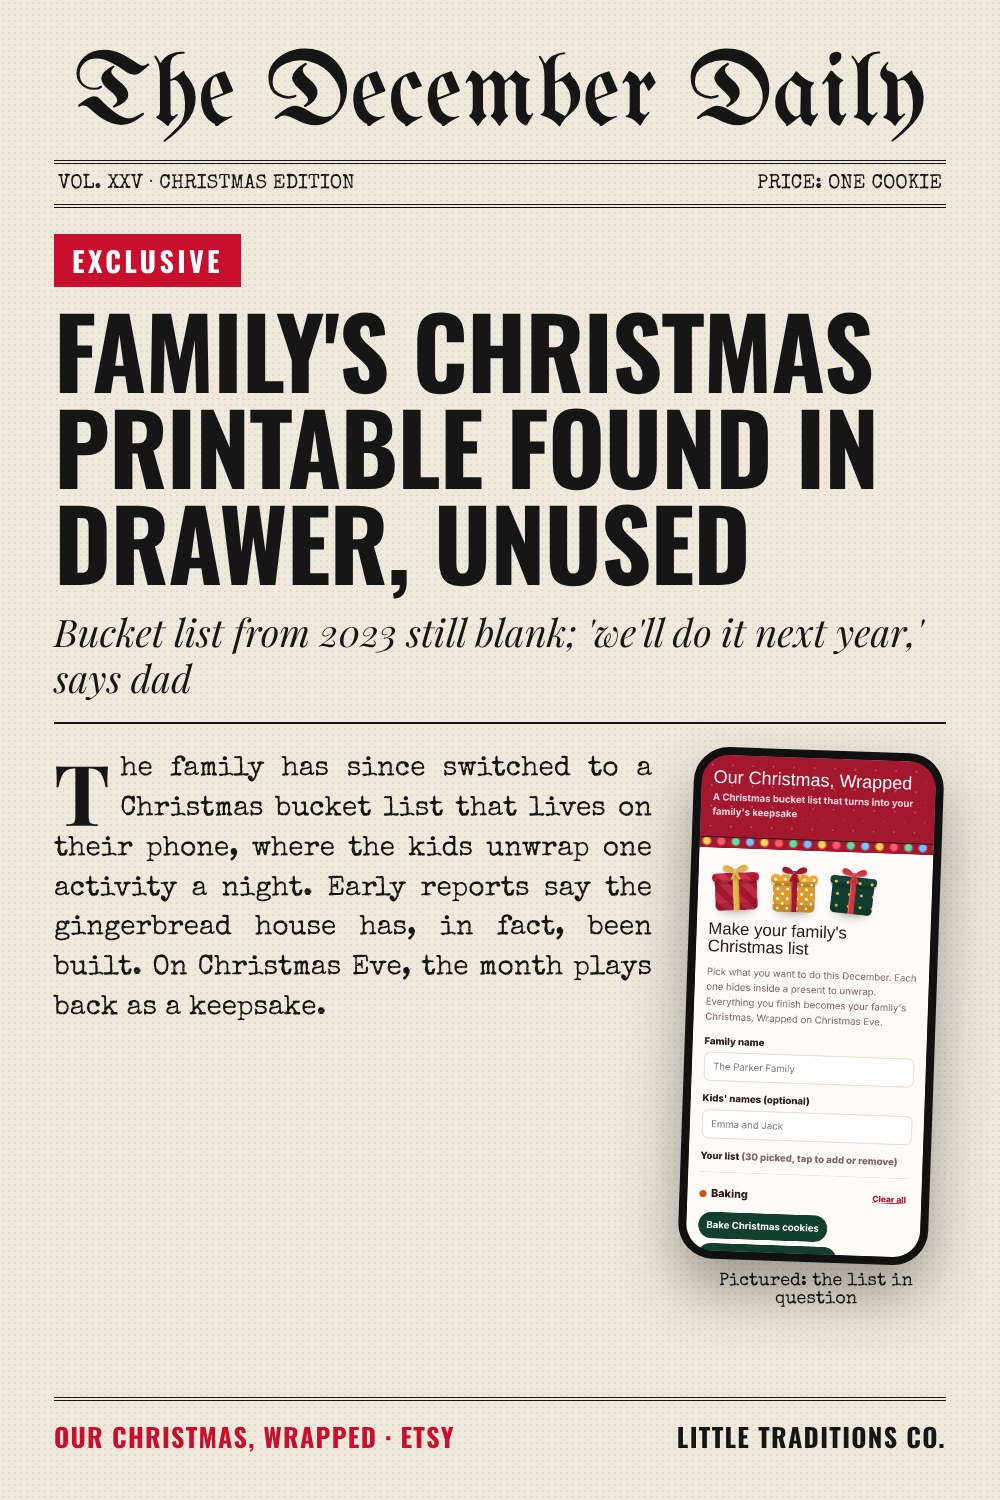 The December Daily
VOL. XXV · CHRISTMAS EDITION
PRICE: ONE COOKIE
EXCLUSIVE
FAMILY'S CHRISTMAS
PRINTABLE FOUND IN
DRAWER, UNUSED
Bucket list from 2023 still blank; 'we'll do it next year,'
says dad
The family has since switched to a
Christmas bucket list that lives on
their phone, where the kids unwrap one
activity a night. Early reports say the
gingerbread house has, in fact, been
built. On Christmas Eve, the month plays
back as a keepsake.
Our Christmas, Wrapped
A Christmas bucket list that turns into your
family's keepsake
Make your family's
Christmas list
Pick what you want to do this December. Each
one hides inside a present to unwrap.
Everything you finish becomes your family's
Christmas, Wrapped on Christmas Eve.
Family name
The Parker Family
Kids' names (optional)
Emma and Jack
Your list (30 picked, tap to add or remove)
Baking
Clear all
Bake Christmas cookies
Pictured: the list in
question
OUR CHRISTMAS, WRAPPED · ETSY
LITTLE TRADITIONS CO.